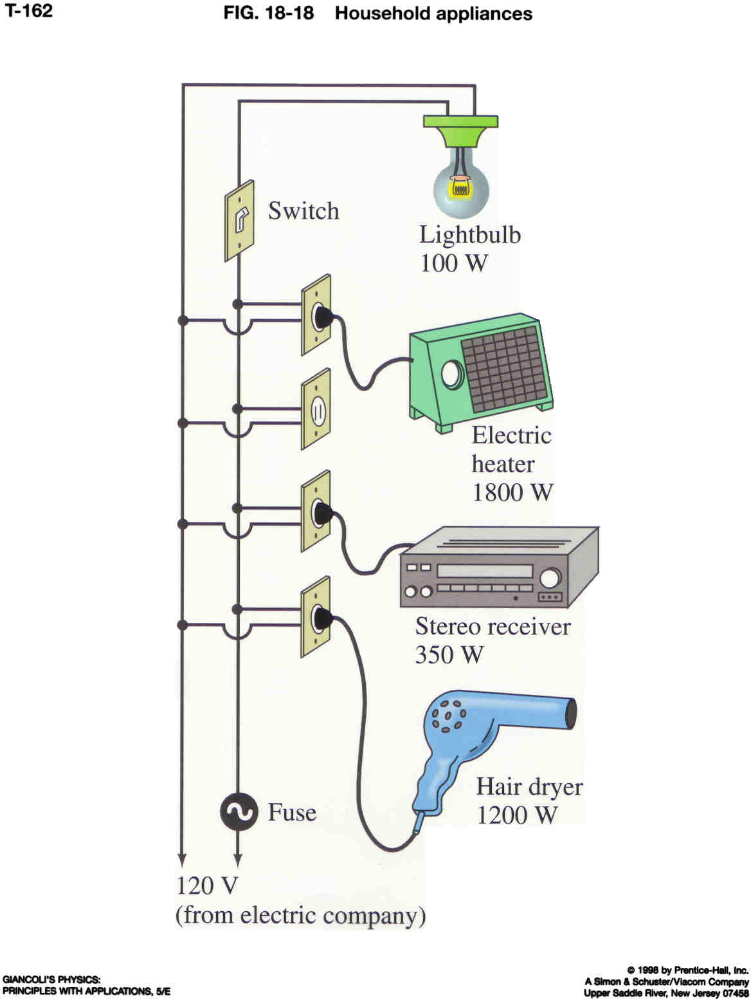 T-162
FIG. 18-18 Household appliances
Switch
Lightbulb
100 W
Electric
heater
1800 W
Stereo receiver
350 W
Hair dryer
1200 W
Fuse
120 V
(from electric company)
GIANCOLI'S PHYSICS:
PRINCIPLES WITH APPLICATIONS, 5/E
© 1998 by Prentice-Hall, Inc.
A Simon & Schuster/Viacom Company
Upper Saddle River, New Jersey 07458